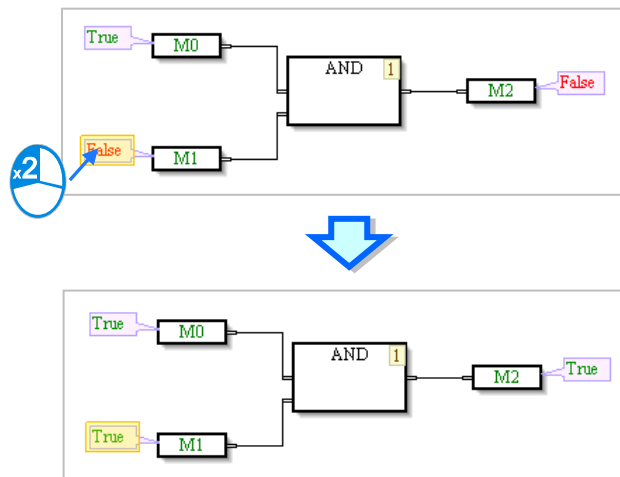 True
M0
AND
1
M2
False
False
M1
x2
True
M0
AND
1
M2
True
True
M1